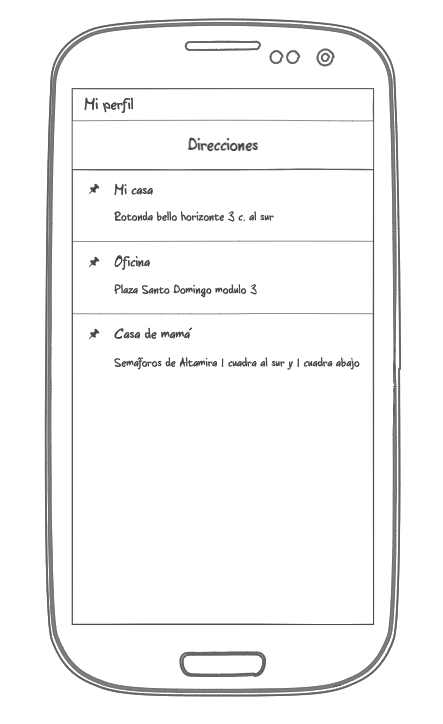 Mi perfil
Direcciones
Mi casa
Rotonda bello horizonte 3 c. al sur
Oficina
Plaza Santo Domingo modulo 3
Casa de mamá
Semaforos de Altamira 1 cuadra al sur y 1 cuadra abajo